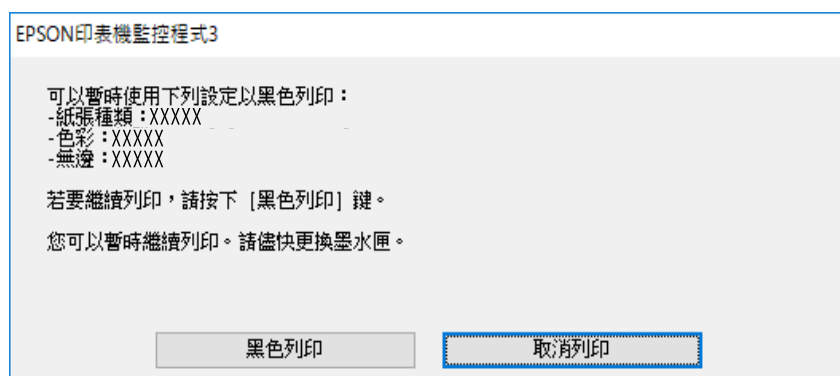 EPSON印表機監控程式3
可以暫時使用下列設定以黑色列印：
-紙張種類：XXXXX
-色彩：XXXXX
-無邊：XXXXX
若要繼續列印，請按下 [黑色列印] 鍵。
您可以暫時繼續列印。請儘快更換墨水匣。
黑色列印
取消列印